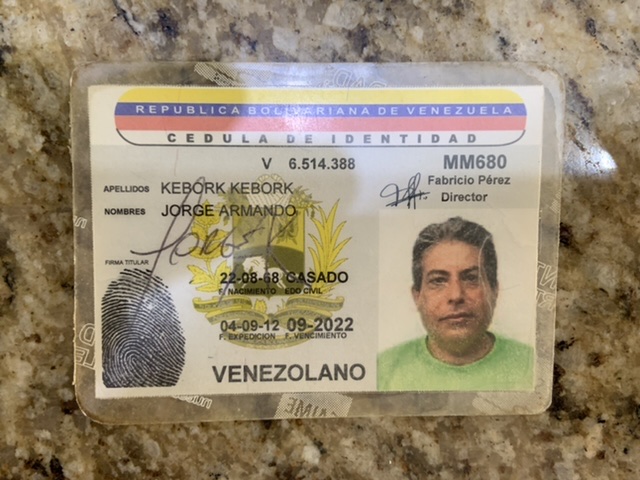 REPUBLICA BOLIVARIANA DE VENEZUELA
CEDULA DE IDENTIDAD
V 6.514.388 MM680
APELLIDOS KEBORK KEBORK
Fabricio Pérez
Director
NOMBRES JORGE ARMANDO
FIRMA TITULAR
22-08-68 CASADO
F. NACIMIENTO EDO CIVIL
04-09-12 09-2022
F. EXPEDICION F. VENCIMIENTO
VENEZOLANO